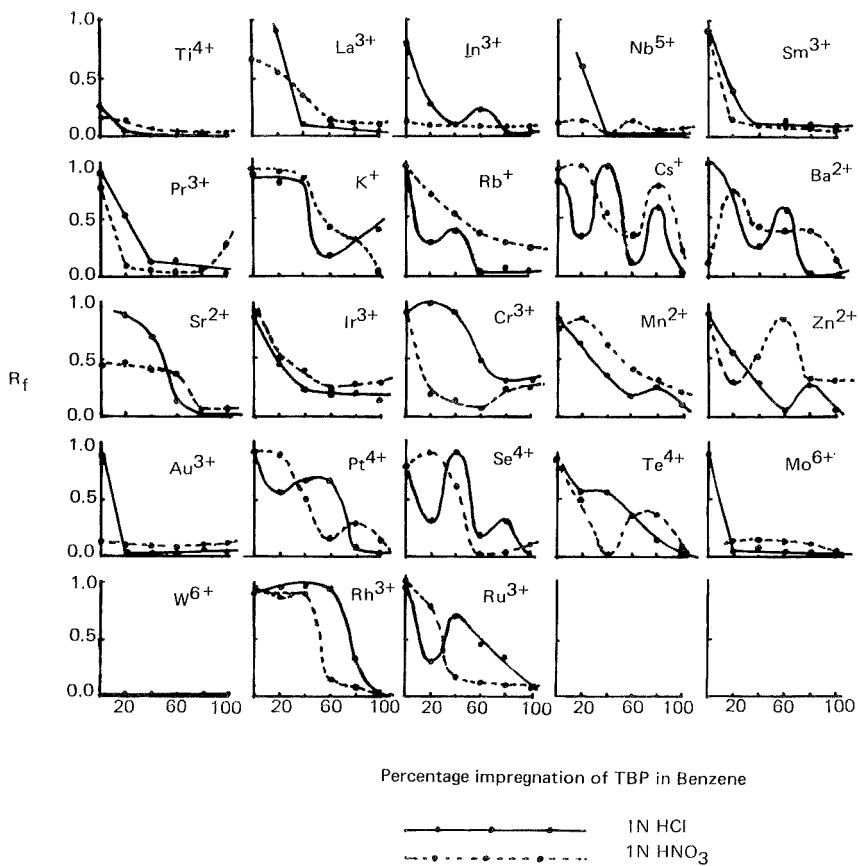 1.0 Ti4+ La3+ In3+ Nb5+ Sm3+
0.5
0.0
1.0 Pr3+ K+ Rb+ Cs+ Ba2+
0.5
0.0
1.0 Sr2+ Ir3+ Cr3+ Mn2+ Zn2+
0.5
Rf
0.0
1.0 Au3+ Pt4+ Se4+ Te4+ Mo6+
0.5
0.0
1.0 W6+ Rh3+ Ru3+
0.5
0.0
20 60 100 20 60 100 20 60 100 20 60 100 20 60 100
Percentage impregnation of TBP in Benzene
1N HCl
1N HNO3